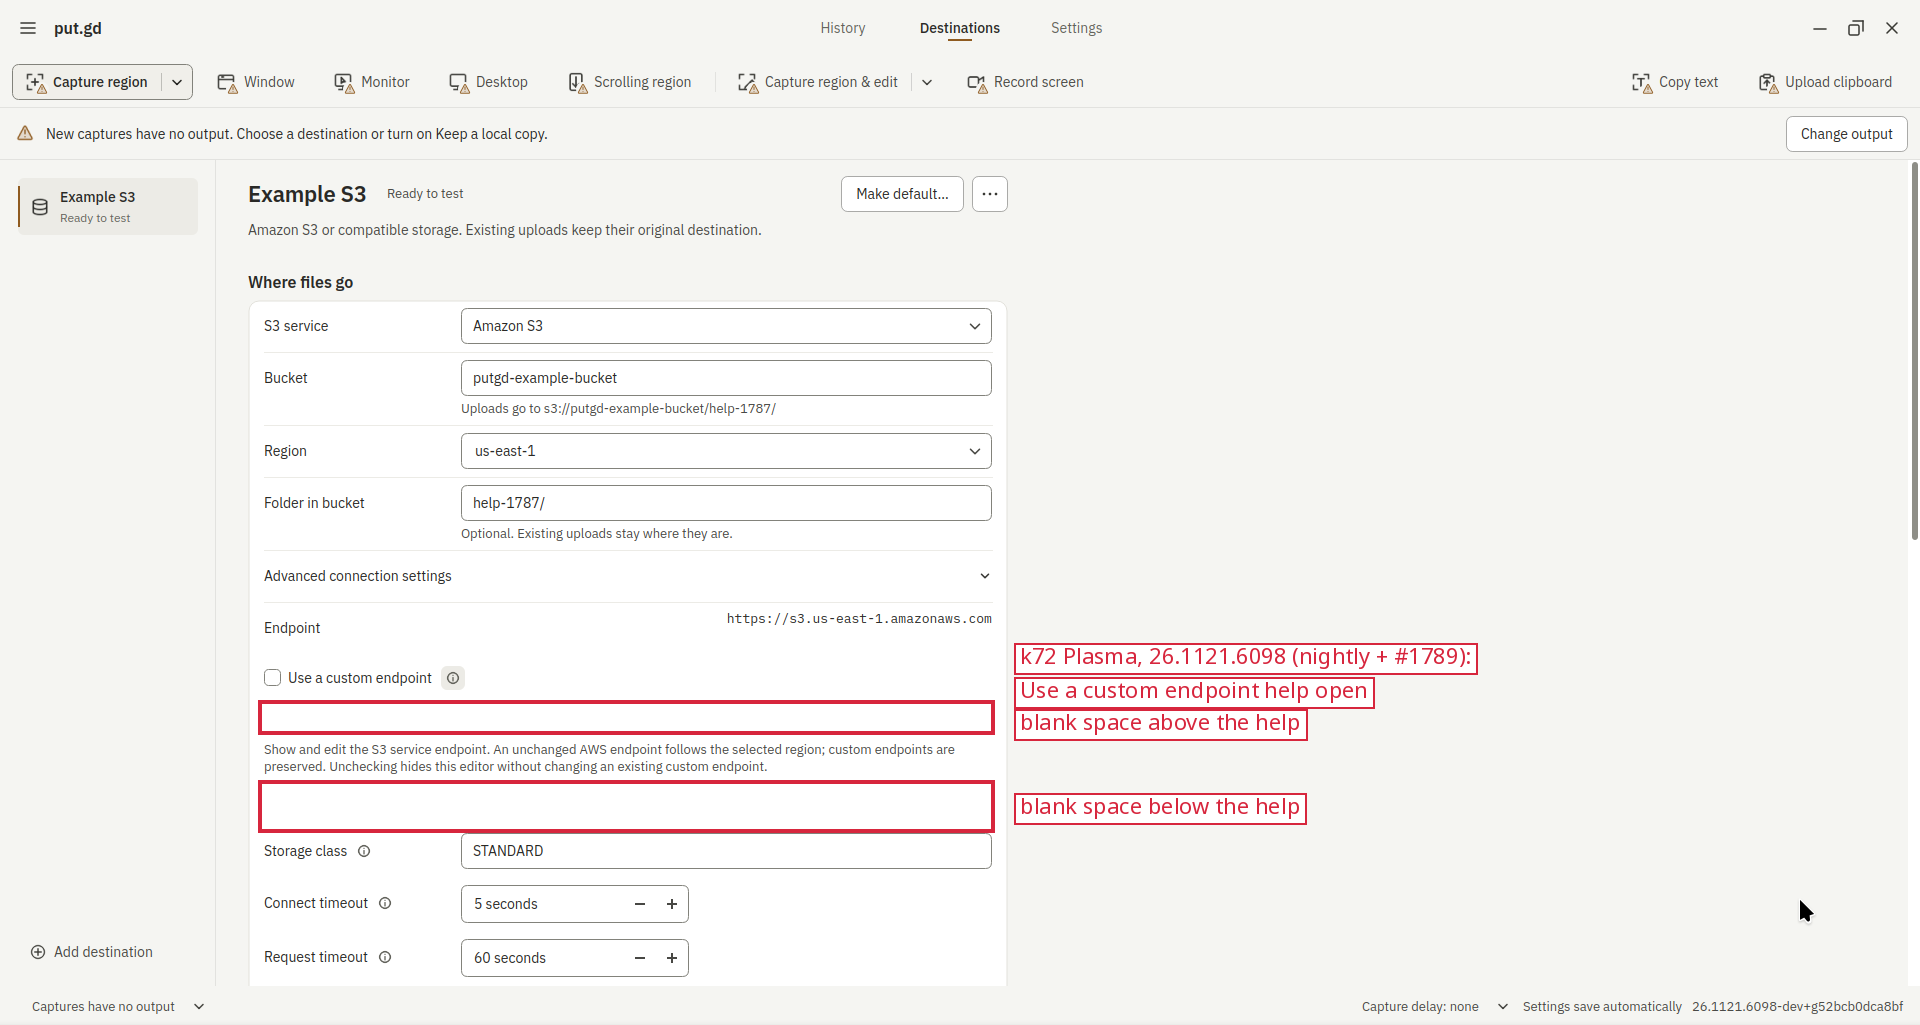 put.gd
History
Destinations
Settings
Capture region
Window
Monitor
Desktop
Scrolling region
Capture region & edit
Record screen
Copy text
Upload clipboard
New captures have no output. Choose a destination or turn on Keep a local copy.
Change output
Example S3
Ready to test
Example S3
Ready to test
Make default...
Amazon S3 or compatible storage. Existing uploads keep their original destination.
Where files go
S3 service
Amazon S3
Bucket
putgd-example-bucket
Uploads go to s3://putgd-example-bucket/help-1787/
Region
us-east-1
Folder in bucket
help-1787/
Optional. Existing uploads stay where they are.
Advanced connection settings
Endpoint
https://s3.us-east-1.amazonaws.com
Use a custom endpoint
k72 Plasma, 26.1121.6098 (nightly + #1789):
Use a custom endpoint help open
blank space above the help
Show and edit the S3 service endpoint. An unchanged AWS endpoint follows the selected region; custom endpoints are
preserved. Unchecking hides this editor without changing an existing custom endpoint.
blank space below the help
Storage class
STANDARD
Connect timeout
5 seconds
Request timeout
60 seconds
Add destination
Captures have no output
Capture delay: none
Settings save automatically
26.1121.6098-dev+g52bcb0dca8bf